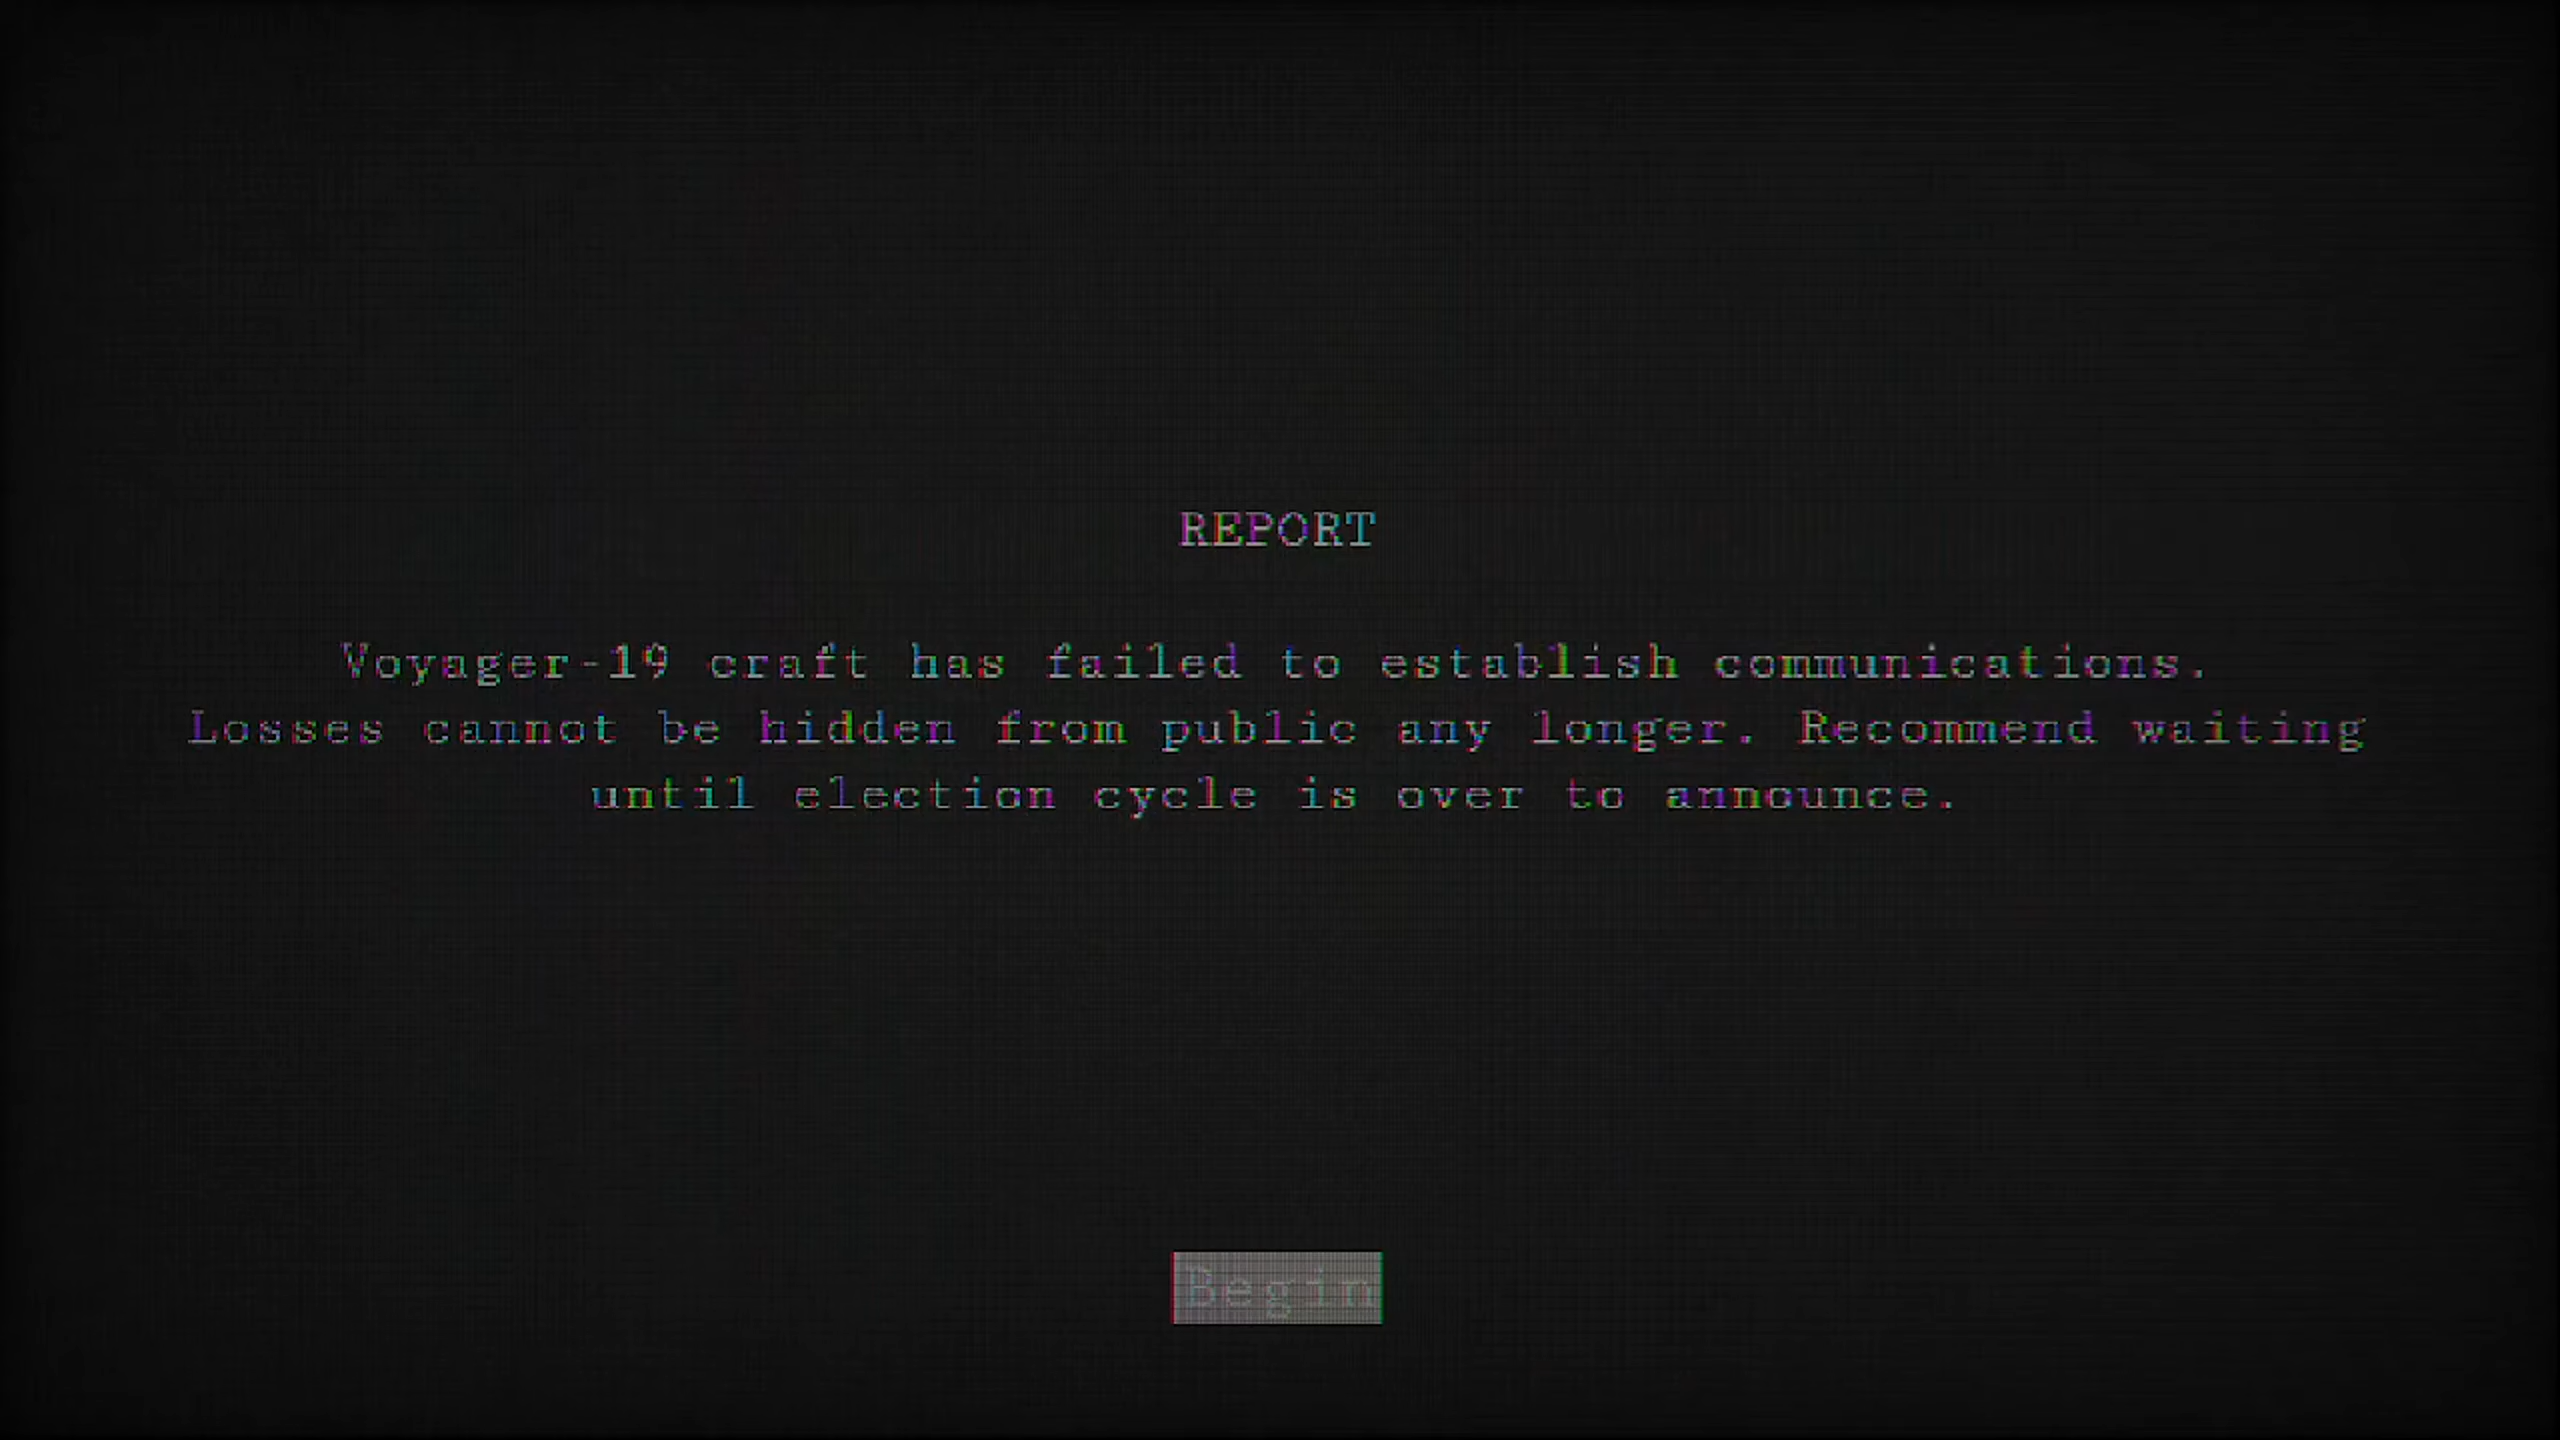 REPORT
Voyager-19 craft has failed to establish communications.
Losses cannot be hidden from public any longer. Recommend waiting
until election cycle is over to announce.
Begin